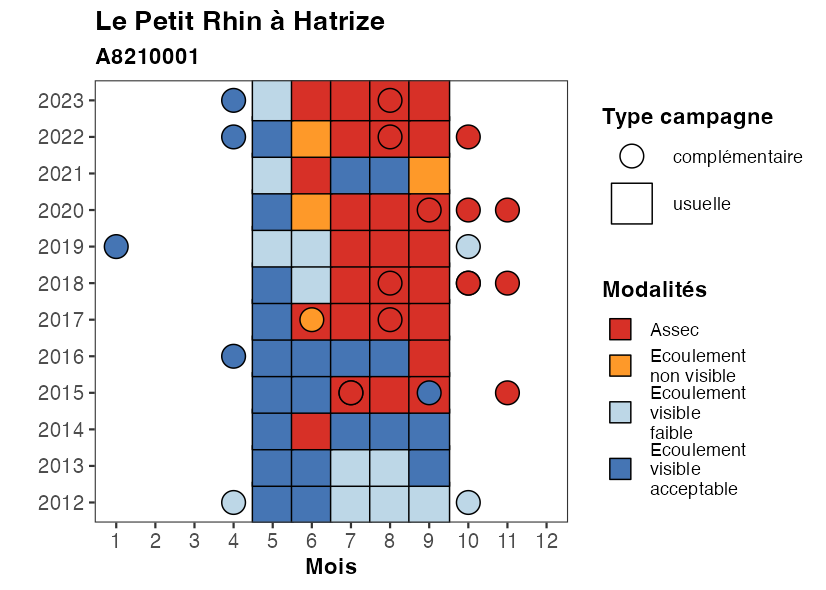 Le Petit Rhin à Hatrize
A8210001
2023
2022
2021
2020
2019
2018
2017
2016
2015
2014
2013
2012
1 2 3 4 5 6 7 8 9 10 11 12
Mois
Type campagne
complémentaire
usuelle
Modalités
Assec
Ecoulement
non visible
Ecoulement
visible
faible
Ecoulement
visible
acceptable